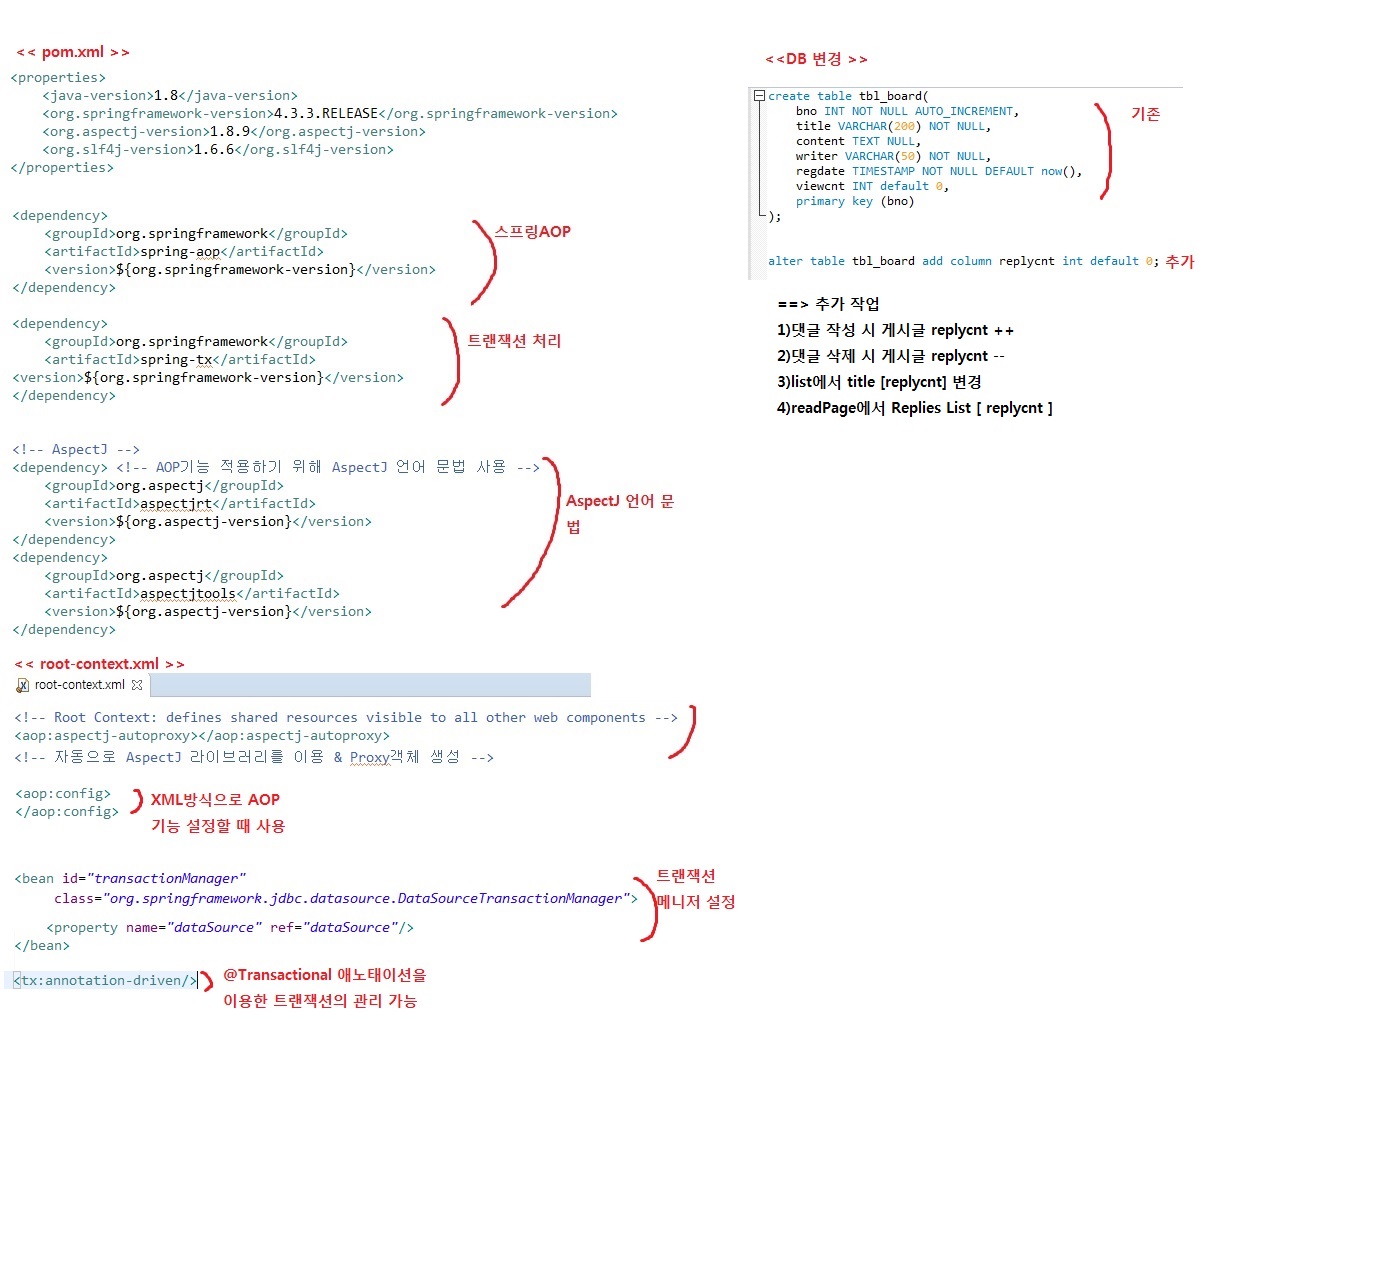 << pom.xml >>
<properties>
<java-version>1.8</java-version>
<org.springframework-version>4.3.3.RELEASE</org.springframework-version>
<org.aspectj-version>1.8.9</org.aspectj-version>
<org.slf4j-version>1.6.6</org.slf4j-version>
</properties>
<dependency>
<groupId>org.springframework</groupId>
<artifactId>spring-aop</artifactId>
<version>${org.springframework-version}</version>
</dependency>
스프링AOP
<dependency>
<groupId>org.springframework</groupId>
<artifactId>spring-tx</artifactId>
<version>${org.springframework-version}</version>
</dependency>
트랜잭션 처리
<!-- AspectJ -->
<dependency> <!-- AOP기능 적용하기 위해 AspectJ 언어 문법 사용 -->
<groupId>org.aspectj</groupId>
<artifactId>aspectjrt</artifactId>
<version>${org.aspectj-version}</version>
</dependency>
<dependency>
<groupId>org.aspectj</groupId>
<artifactId>aspectjtools</artifactId>
<version>${org.aspectj-version}</version>
</dependency>
AspectJ 언어 문
법
<< root-context.xml >>
root-context.xml
<!-- Root Context: defines shared resources visible to all other web components -->
<aop:aspectj-autoproxy></aop:aspectj-autoproxy>
<!-- 자동으로 AspectJ 라이브러리를 이용 & Proxy객체 생성 -->
<aop:config>
</aop:config>
XML방식으로 AOP
기능 설정할 때 사용
<bean id="transactionManager"
class="org.springframework.jdbc.datasource.DataSourceTransactionManager">
<property name="dataSource" ref="dataSource"/>
</bean>
트랜잭션
메니저 설정
<tx:annotation-driven/>
@Transactional 애노태이션을
이용한 트랜잭션의 관리 가능
<<DB 변경 >>
create table tbl_board(
bno INT NOT NULL AUTO_INCREMENT,
title VARCHAR(200) NOT NULL,
content TEXT NULL,
writer VARCHAR(50) NOT NULL,
regdate TIMESTAMP NOT NULL DEFAULT now(),
viewcnt INT default 0,
primary key (bno)
);
기존
alter table tbl_board add column replycnt int default 0; 추가
==> 추가 작업
1)댓글 작성 시 게시글 replycnt ++
2)댓글 삭제 시 게시글 replycnt --
3)list에서 title [replycnt] 변경
4)readPage에서 Replies List [ replycnt ]